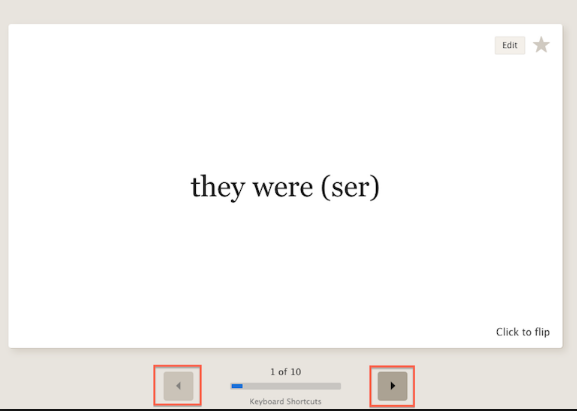 Edit
they were (ser)
Click to flip
1 of 10
Keyboard Shortcuts